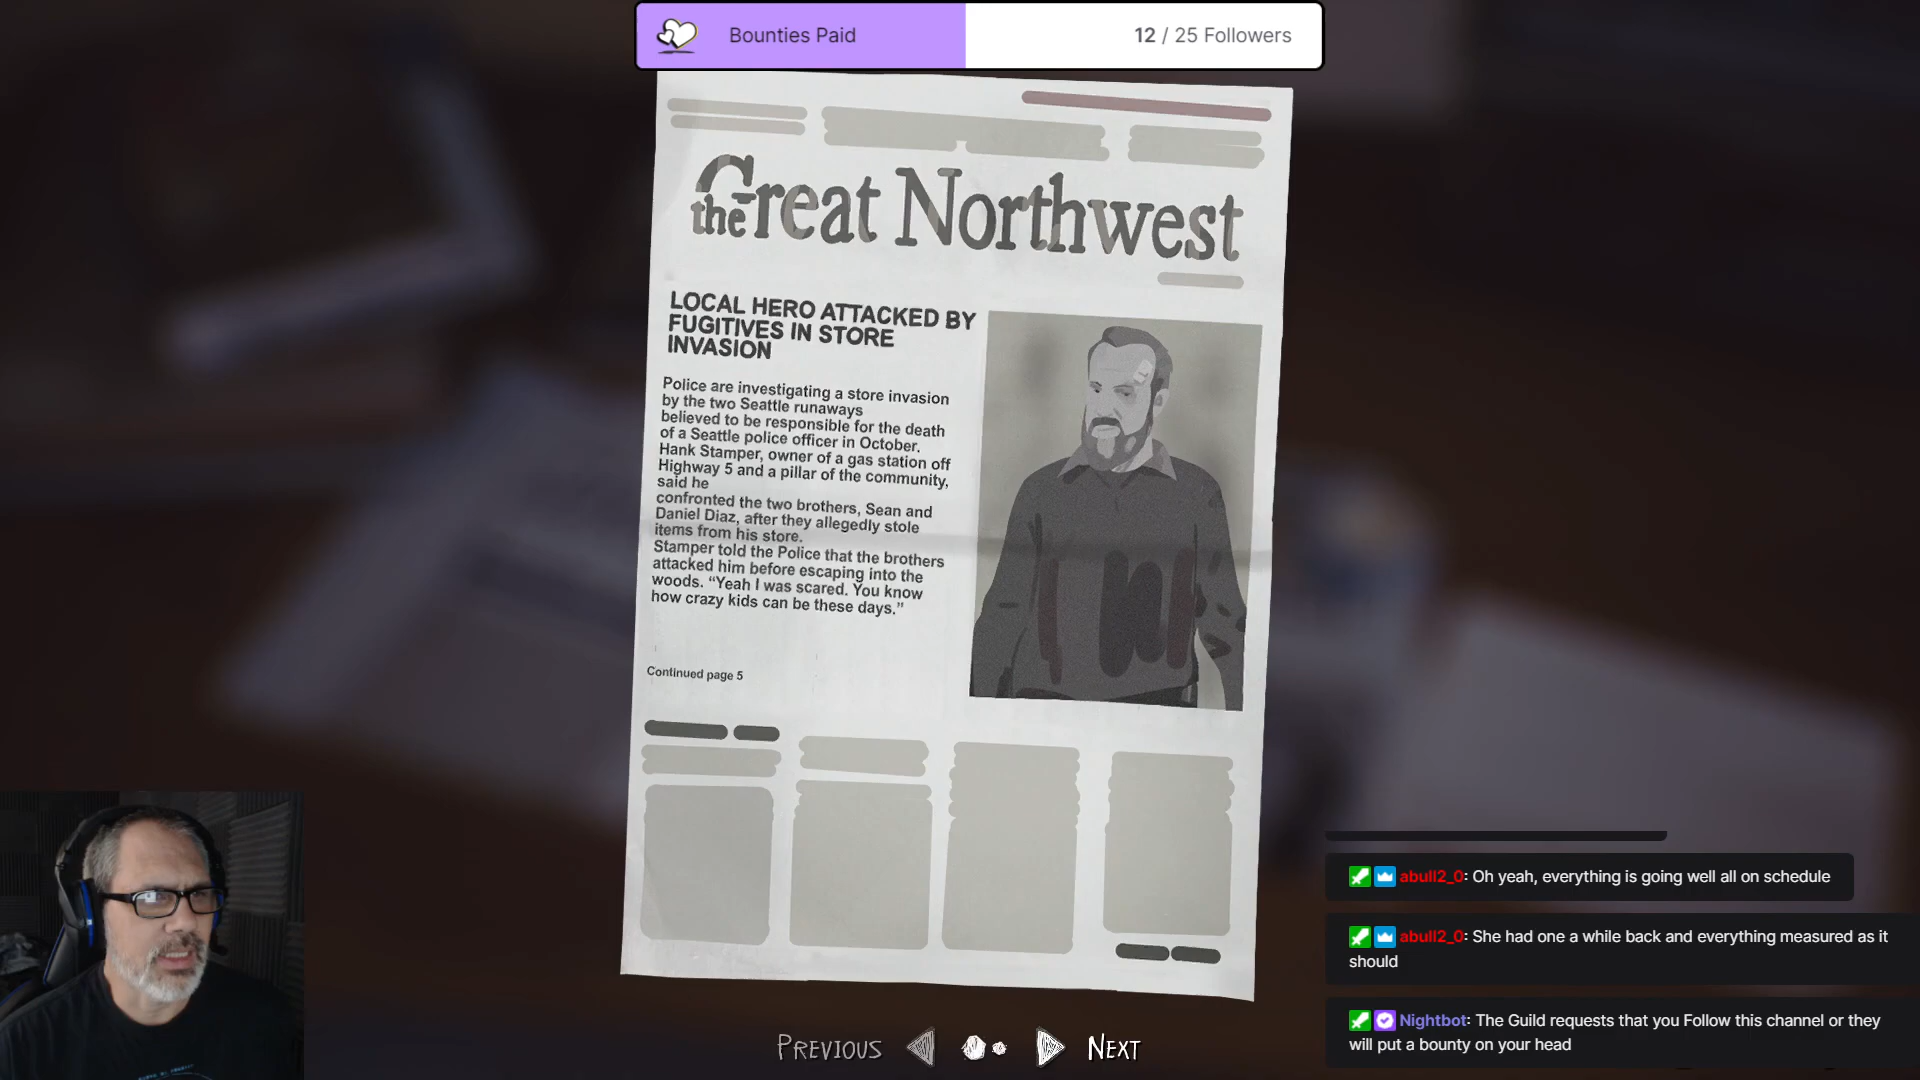 Bounties Paid 12 / 25 Followers
the Great Northwest
LOCAL HERO ATTACKED BY
FUGITIVES IN STORE
INVASION
Police are investigating a store invasion
by the two Seattle runaways
believed to be responsible for the death
of a Seattle police officer in October.
Hank Stamper, owner of a gas station off
Highway 5 and a pillar of the community,
said he
confronted the two brothers, Sean and
Daniel Diaz, after they allegedly stole
items from his store.
Stamper told the Police that the brothers
attacked him before escaping into the
woods. “Yeah I was scared. You know
how crazy kids can be these days.”
Continued page 5
abull2_0: Oh yeah, everything is going well all on schedule
abull2_0: She had one a while back and everything measured as it
should
Nightbot: The Guild requests that you Follow this channel or they
will put a bounty on your head
PREVIOUS NEXT